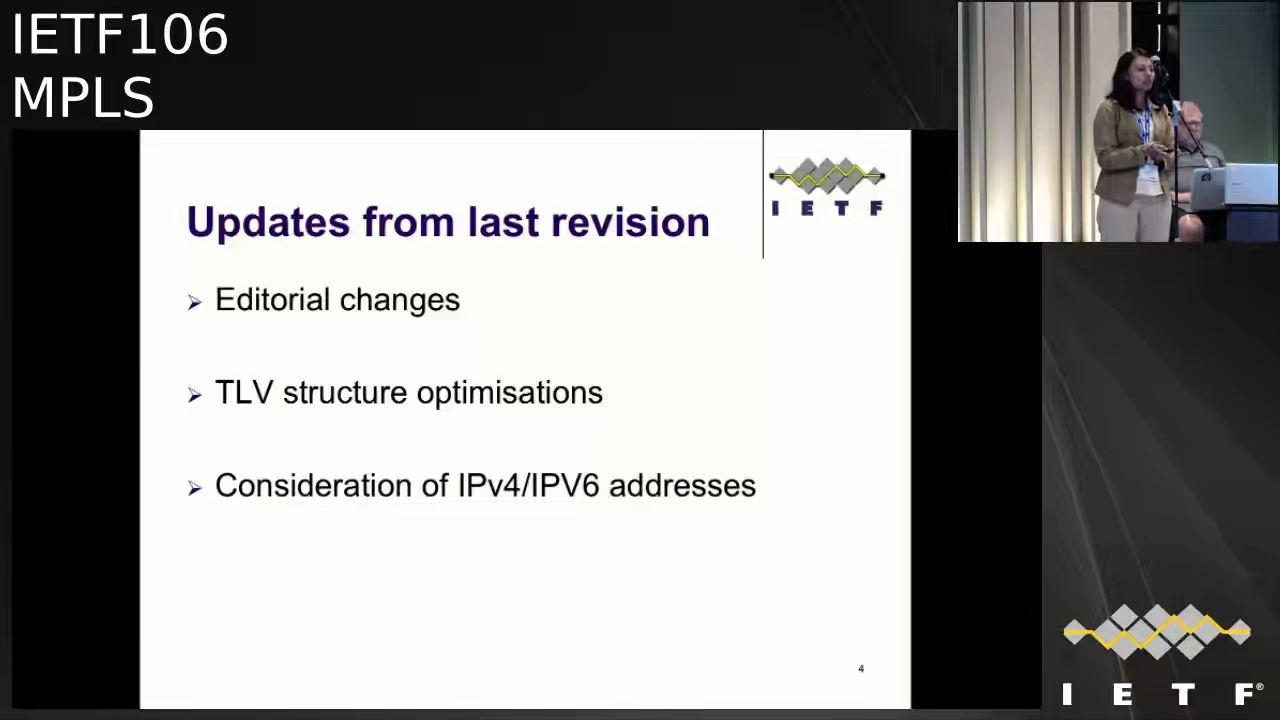 IETF106
MPLS
I E T F
Updates from last revision
Editorial changes
TLV structure optimisations
Consideration of IPv4/IPV6 addresses
4
I E T F®